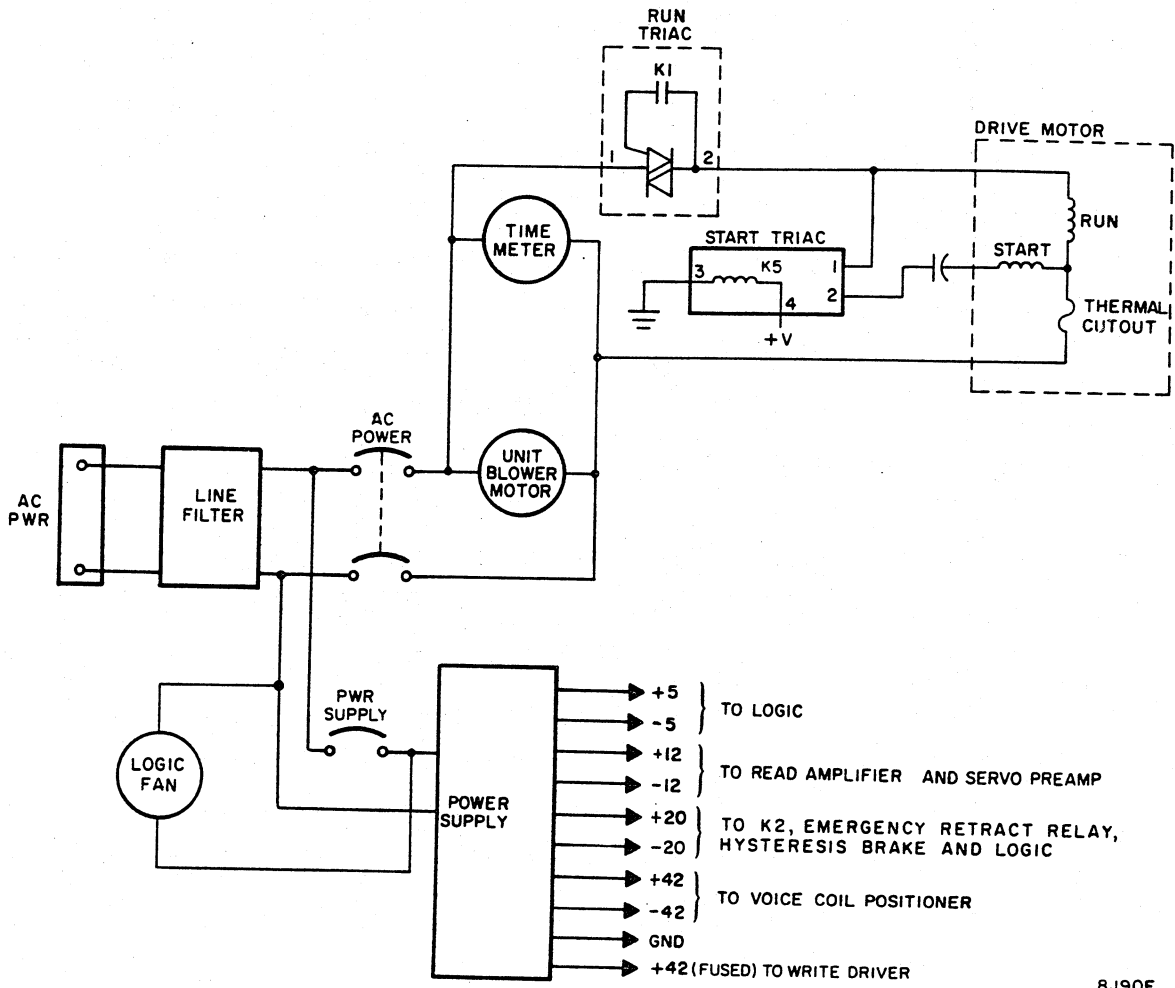 RUN
TRIAC
K1
1
2
DRIVE MOTOR
RUN
START
THERMAL
CUTOUT
START TRIAC
3
K5
1
2
4
+V
TIME
METER
AC
POWER
UNIT
BLOWER
MOTOR
AC
PWR
LINE
FILTER
PWR
SUPPLY
LOGIC
FAN
POWER
SUPPLY
+5
-5
TO LOGIC
+12
-12
TO READ AMPLIFIER AND SERVO PREAMP
+20
-20
TO K2, EMERGENCY RETRACT RELAY,
HYSTERESIS BRAKE AND LOGIC
+42
-42
TO VOICE COIL POSITIONER
GND
+42 (FUSED) TO WRITE DRIVER